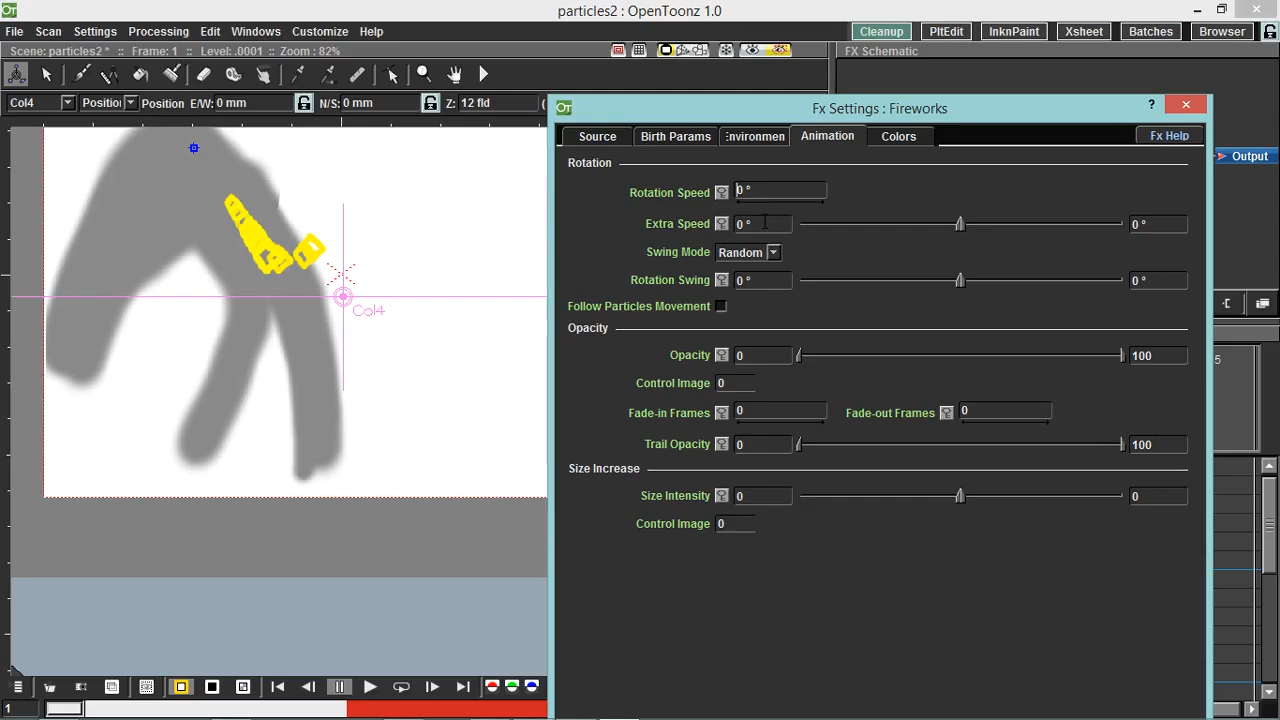 OT
particles2 : OpenToonz 1.0
File Scan Settings Processing Edit Windows Customize Help
Cleanup PltEdit InknPaint Xsheet Batches Browser
Scene: particles2 * :: Frame: 1 :: Level: .0001 :: Zoom : 82%
FX Schematic
Col4 Position Position E/W: 0 mm N/S: 0 mm Z: 12 fld (
OT Fx Settings : Fireworks ?
Source Birth Params Environmen Animation Colors Fx Help
Output
Rotation
Rotation Speed 0 °
Extra Speed 0 ° 0 °
Swing Mode Random
Rotation Swing 0 ° 0 °
Follow Particles Movement
Col4
Opacity
Opacity 0 100
5
Control Image 0
Fade-in Frames 0 Fade-out Frames 0
Trail Opacity 0 100
Size Increase
Size Intensity 0 0
Control Image 0
1